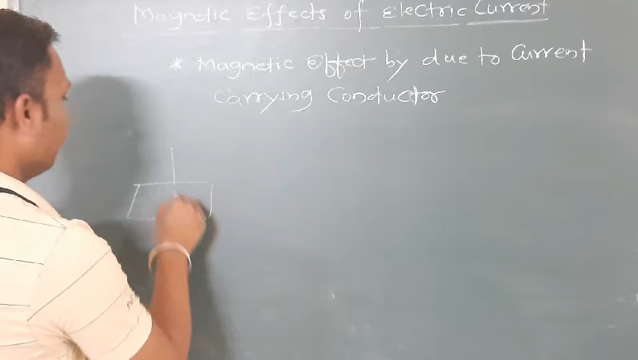 Magnetic Effects of Electric Current
* Magnetic Effect by due to Current
Carrying Conductor